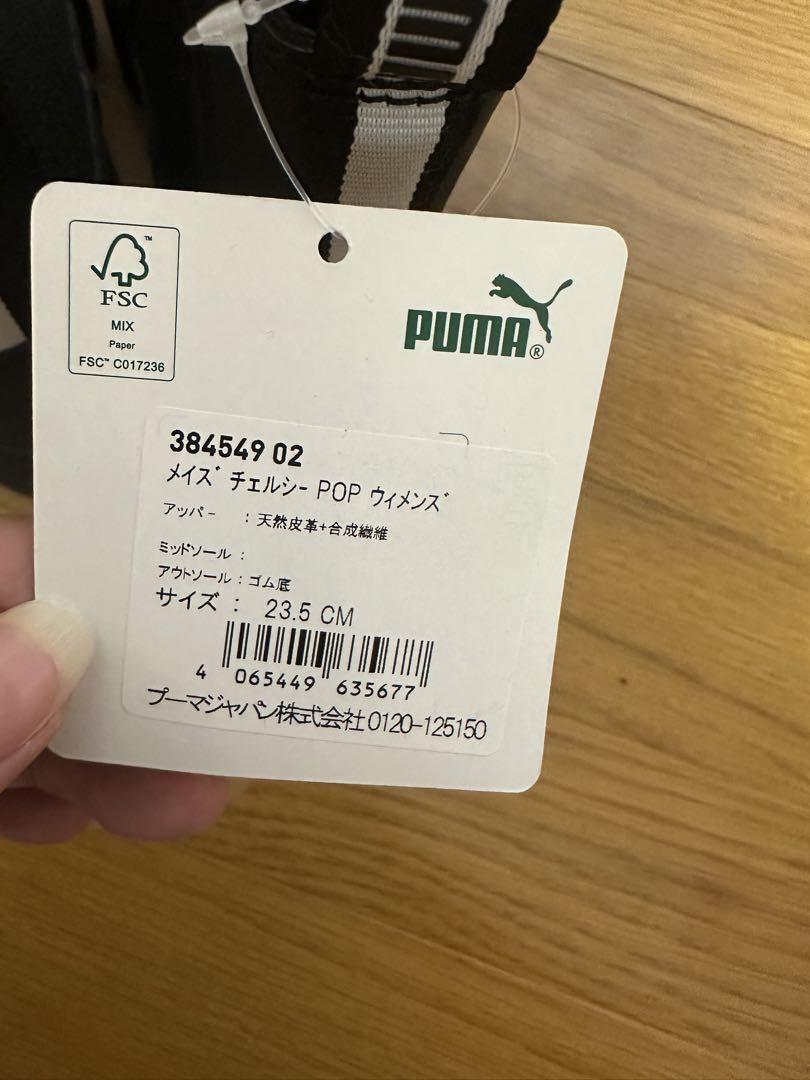 FSC™
MIX
Paper
FSC™ C017236
PUMA®
384549 02
メイズ チェルシー POP ウィメンズ
アッパー : 天然皮革+合成繊維
ミッドソール :
アウトソール : ゴム底
サイズ : 23.5 CM
4 065449 635677
プーマジャパン株式会社0120-125150